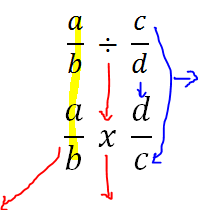 a/b ÷ c/d
a/b x d/c